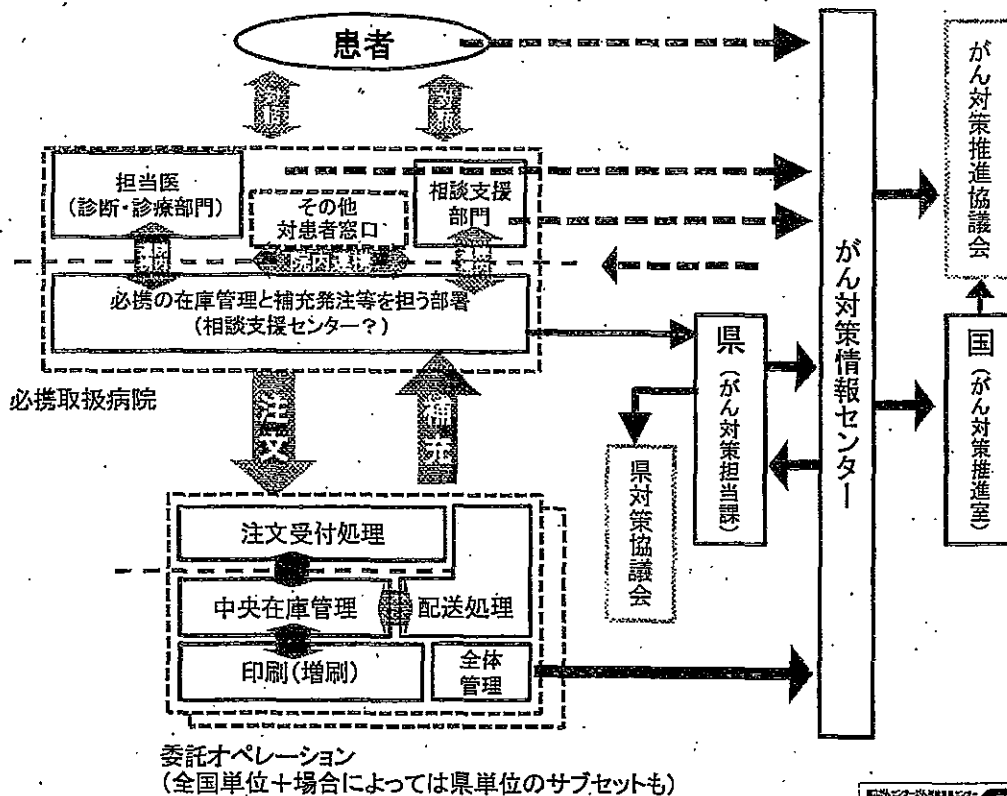 患者
担当医
(診断・診療部門)
その他
対患者窓口
相談支援
部門
院内連携
必携の在庫管理と補充発注等を担う部署
(相談支援センター?)
必携取扱病院
注文
補充
注文受付処理
中央在庫管理
配送処理
印刷(増刷)
全体
管理
委託オペレーション
(全国単位+場合によっては県単位のサブセットも)
県(がん対策担当課)
県対策協議会
がん対策情報センター
がん対策推進協議会
国(がん対策推進室)